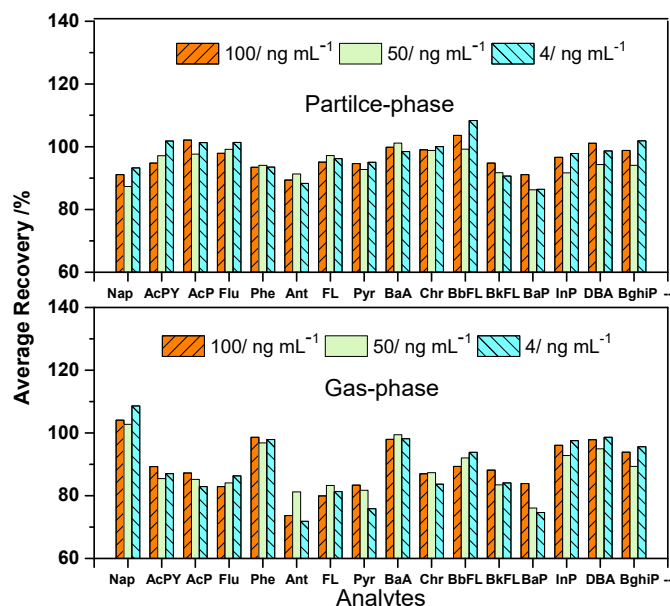 140
120
100
80
60
100/ ng mL⁻¹ 50/ ng mL⁻¹ 4/ ng mL⁻¹
Partilce-phase
Nap AcPY AcP Flu Phe Ant FL Pyr BaA Chr BbFL BkFL BaP InP DBA BghiP --
Average Recovery /%
140
120
100
80
60
100/ ng mL⁻¹ 50/ ng mL⁻¹ 4/ ng mL⁻¹
Gas-phase
Nap AcPY AcP Flu Phe Ant FL Pyr BaA Chr BbFL BkFL BaP InP DBA BghiP --
Analytes